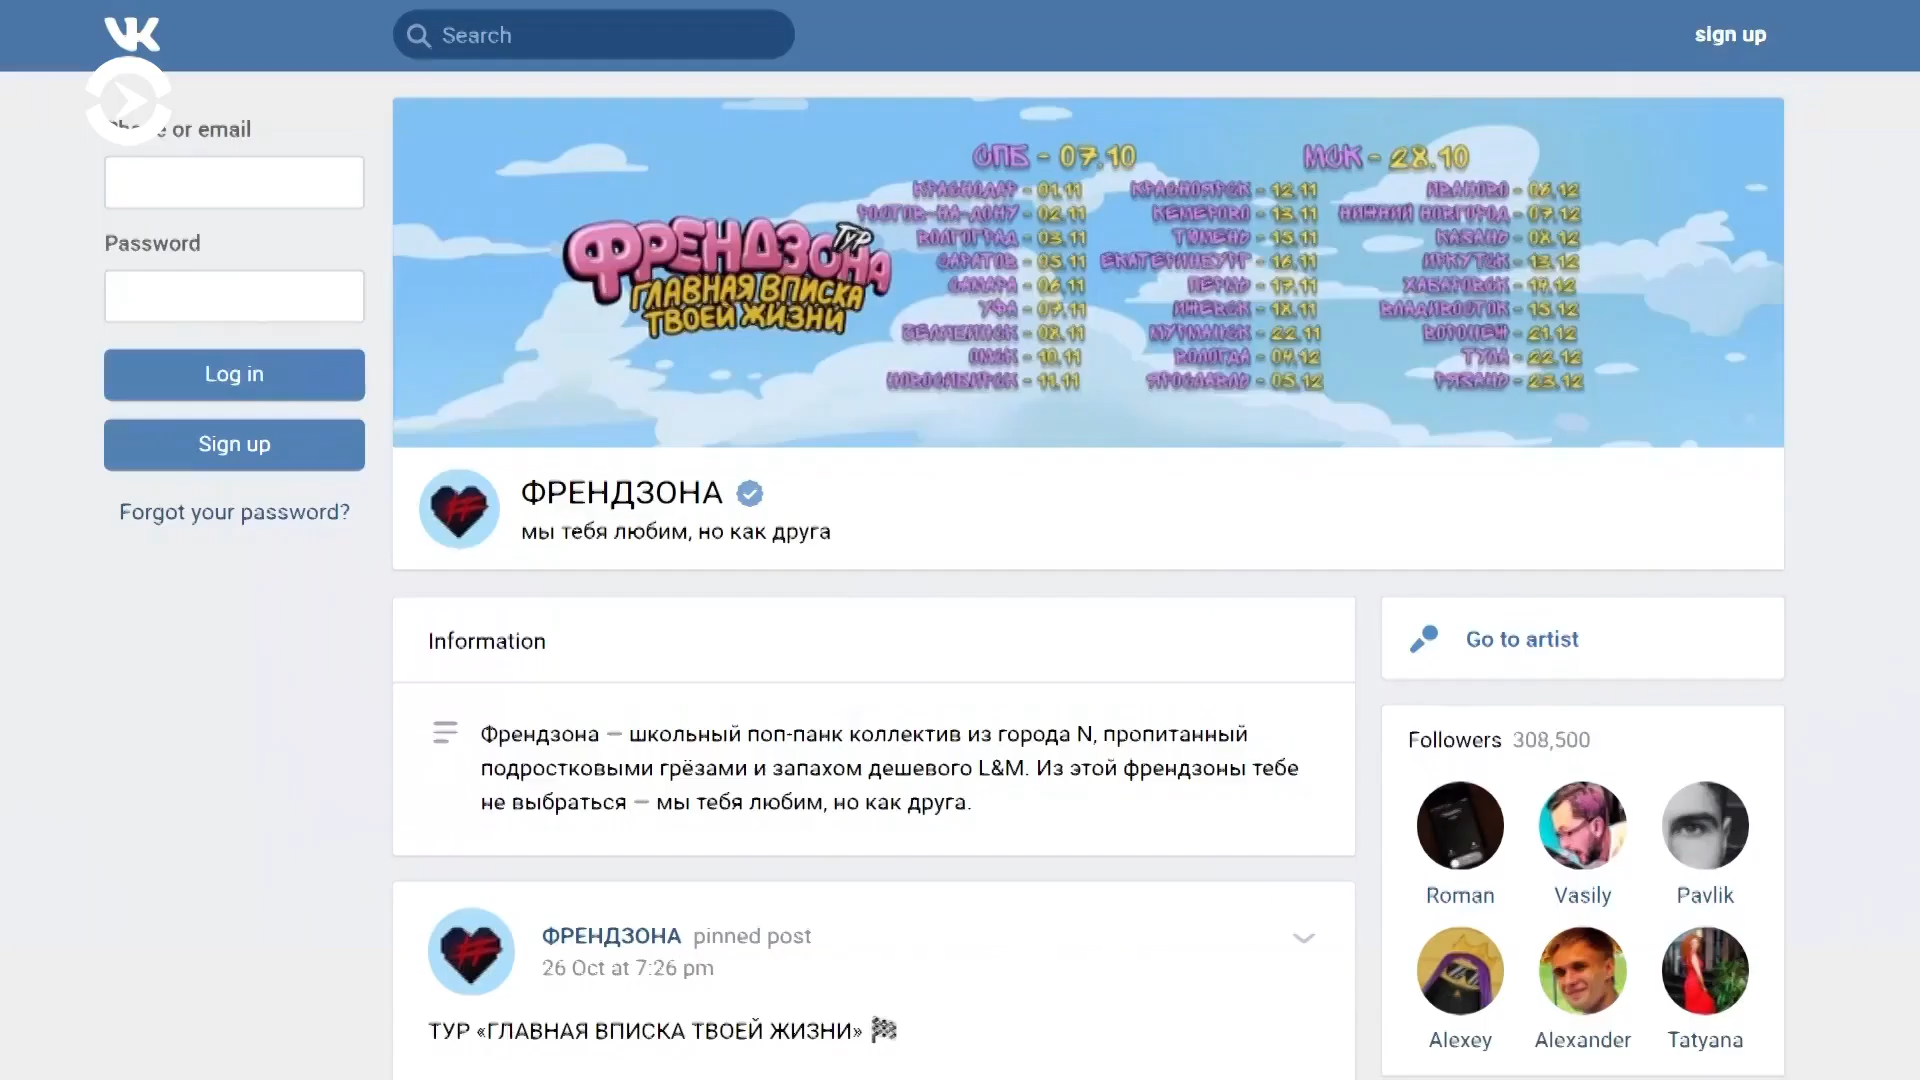 VK
Search
sign up
or email
Password
Log in
Sign up
Forgot your password?
СПБ - 07.10
МСК - 28.10
КРАСНОДАР - 01.11
РОСТОВ-НА-ДОНУ - 02.11
ВОЛГОГРАД - 03.11
САРАТОВ - 05.11
САМАРА - 06.11
УФА - 07.11
ЧЕЛЯБИНСК - 08.11
ОМСК - 10.11
НОВОСИБИРСК - 11.11
КРАСНОЯРСК - 12.11
КЕМЕРОВО - 13.11
ТЮМЕНЬ - 15.11
ЕКАТЕРИНБУРГ - 16.11
ПЕРМЬ - 17.11
ИЖЕВСК - 18.11
МУРМАНСК - 22.11
ВОЛОГДА - 04.12
ЯРОСЛАВЛЬ - 05.12
ИВАНОВО - 06.12
НИЖНИЙ НОВГОРОД - 07.12
КАЗАНЬ - 08.12
ИРКУТСК - 13.12
ХАБАРОВСК - 14.12
ВЛАДИВОСТОК - 15.12
ВОРОНЕЖ - 21.12
ТУЛА - 22.12
РЯЗАНЬ - 23.12
ФРЕНДЗОНА
ТУР
ГЛАВНАЯ ВПИСКА
ТВОЕЙ ЖИЗНИ
ФРЕНДЗОНА
мы тебя любим, но как друга
Information
Френдзона — школьный поп-панк коллектив из города N, пропитанный
подростковыми грёзами и запахом дешевого L&M. Из этой френдзоны тебе
не выбраться — мы тебя любим, но как друга.
ФРЕНДЗОНА pinned post
26 Oct at 7:26 pm
ТУР «ГЛАВНАЯ ВПИСКА ТВОЕЙ ЖИЗНИ»
Go to artist
Followers 308,500
Roman
Vasily
Pavlik
Alexey
Alexander
Tatyana